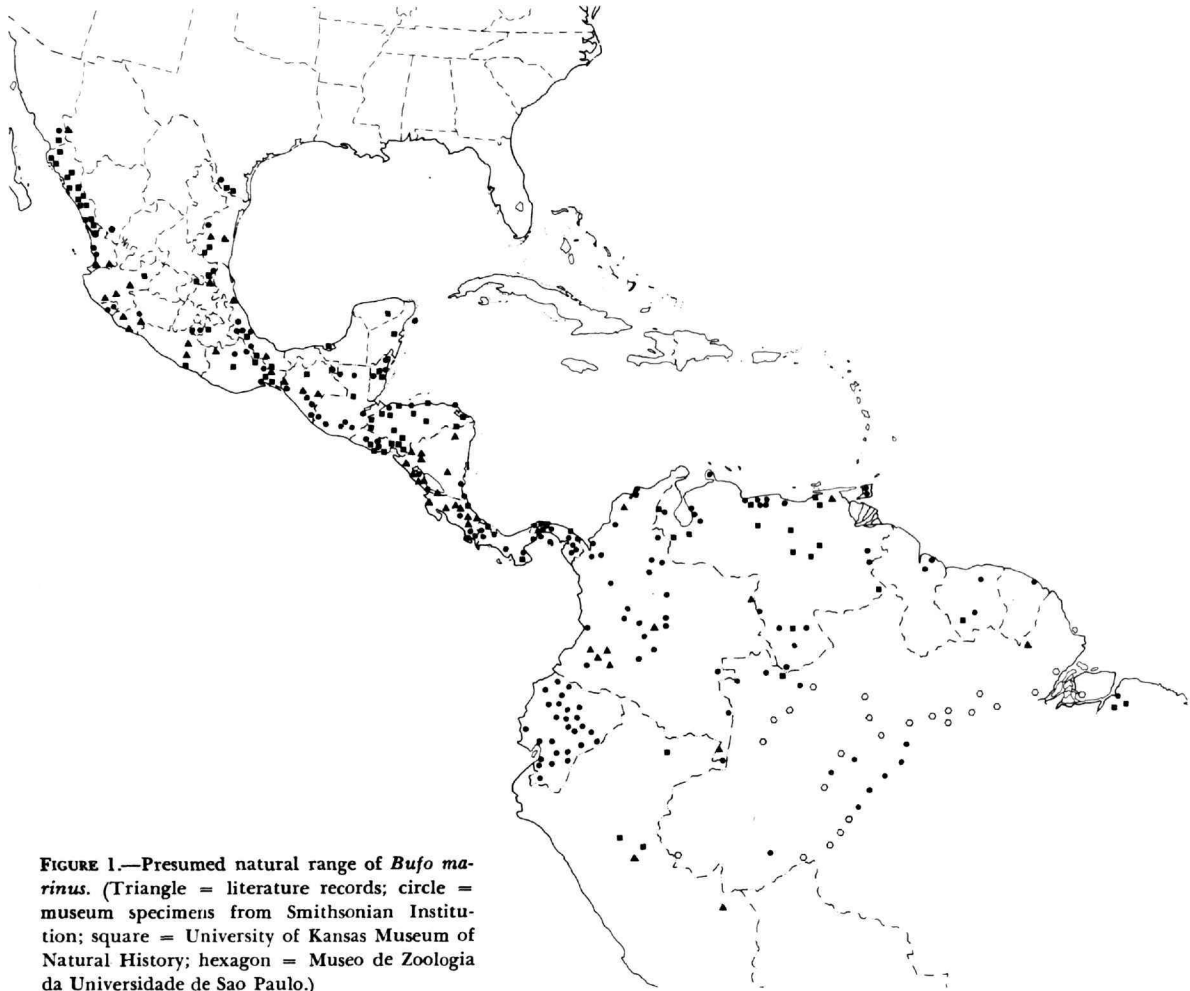 FIGURE 1.—Presumed natural range of Bufo ma-
rinus. (Triangle = literature records; circle =
museum specimens from Smithsonian Institu-
tion; square = University of Kansas Museum of
Natural History; hexagon = Museo de Zoologia
da Universidade de Sao Paulo.)